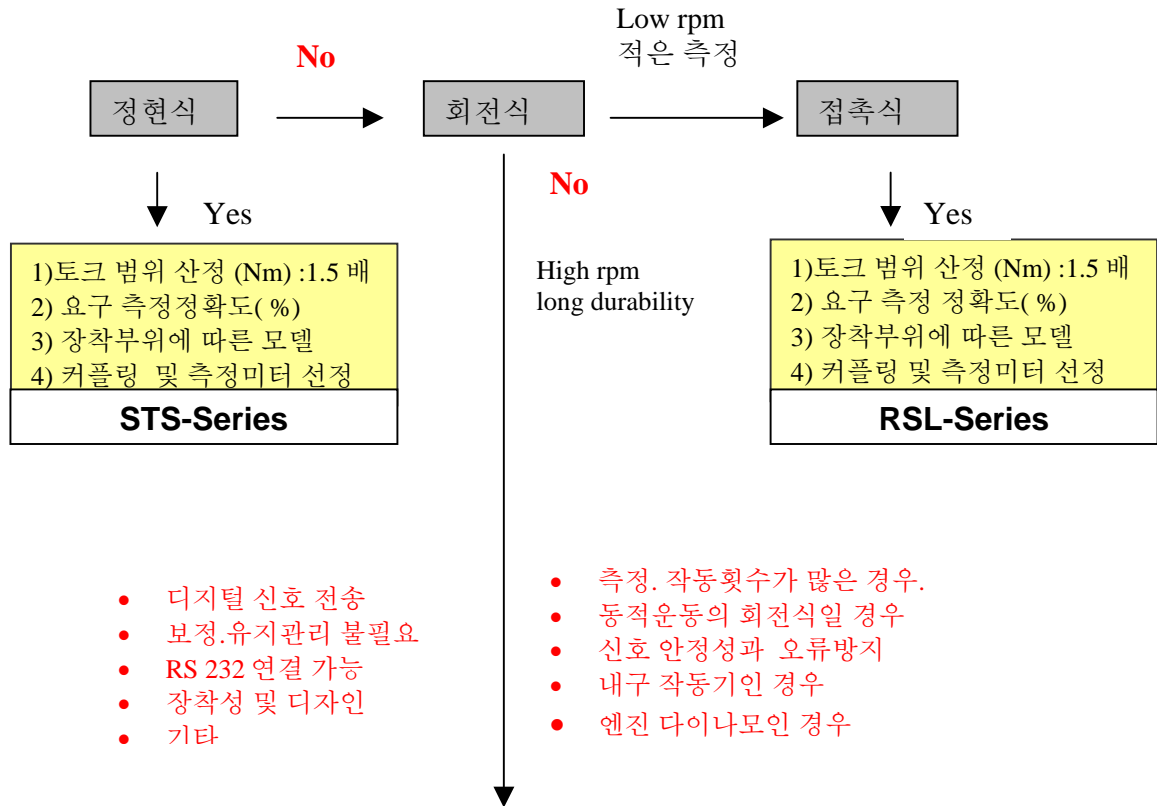 Low rpm
적은 측정
No
정현식
회전식
접촉식
No
Yes
Yes
1)토크 범위 산정 (Nm) :1.5 배
2) 요구 측정정확도( %)
3) 장착부위에 따른 모델
4) 커플링 및 측정미터 선정
STS-Series
High rpm
long durability
1)토크 범위 산정 (Nm) :1.5 배
2) 요구 측정 정확도( %)
3) 장착부위에 따른 모델
4) 커플링 및 측정미터 선정
RSL-Series
• 디지털 신호 전송
• 보정.유지관리 불필요
• RS 232 연결 가능
• 장착성 및 디자인
• 기타
• 측정. 작동횟수가 많은 경우.
• 동적운동의 회전식일 경우
• 신호 안정성과 오류방지
• 내구 작동기인 경우
• 엔진 다이나모인 경우